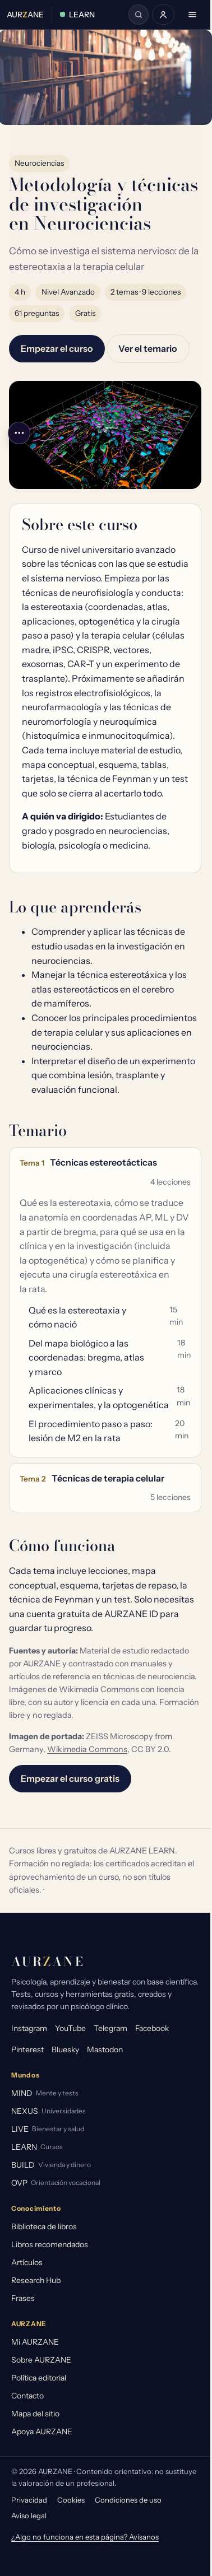 AURZANE LEARN
Neurociencias
Metodología y técnicas
de investigación
en Neurociencias
Cómo se investiga el sistema nervioso: de la
estereotaxia a la terapia celular
4 h Nivel Avanzado 2 temas · 9 lecciones
61 preguntas Gratis
Empezar el curso Ver el temario
Sobre este curso
Curso de nivel universitario avanzado
sobre las técnicas con las que se estudia
el sistema nervioso. Empieza por las
técnicas de neurofisiología y de cirugía:
la estereotaxia (coordenadas, atlas,
aplicaciones, optogenética y la cirugía
paso a paso) y la terapia celular (células
madre, iPSC, CRISPR, vectores,
exosomas, CAR-T y un experimento de
trasplante). Próximamente se añadirán
los registros electrofisiológicos, la
neurofarmacología y las técnicas de
neuromorfología y neuroquímica
(histoquímica e inmunocitoquímica).
Cada tema incluye material de estudio,
mapa conceptual, esquema, tablas,
tarjetas, la técnica de Feynman y un test
que solo se cierra al acertarlo todo.
A quién va dirigido: Estudiantes de
grado y posgrado en neurociencias,
biología, psicología y medicina.
Lo que aprenderás
Comprender y aplicar las técnicas de
estudio usadas en la investigación en
neurociencias.
Manejar la técnica estereotáxica y los
atlas estereotácticos en el cerebro
de mamíferos.
Conocer los principales procedimientos
de terapia celular y sus aplicaciones en
neurociencias.
Interpretar el diseño de un experimento
que combina lesión, trasplante y
evaluación funcional.
Temario
Tema 1 Técnicas estereotácticas
4 lecciones
Qué es la estereotaxia, cómo se traduce
la anatomía en coordenadas AP, ML y DV
a partir de bregma, para qué se usa en la
clínica y en la investigación (incluida
la optogenética) y cómo se planifica y
ejecuta una cirugía estereotáxica en
la rata.
Qué es la estereotaxia y
cómo nació
15
min
Del mapa biológico a las
coordenadas: bregma, atlas
y marco
18
min
Aplicaciones clínicas y
experimentales, y la optogenética
18
min
El procedimiento paso a paso:
lesión de M2 en la rata
20
min
Tema 2 Técnicas de terapia celular
5 lecciones
Cómo funciona
Cada tema incluye lecciones, mapa
conceptual, esquema, tarjetas de repaso, la
técnica de Feynman y un test. Solo necesitas
una cuenta gratuita de AURZANE ID para
guardar tu progreso.
Fuentes y autoría: Material de estudio redactado
por AURZANE y contrastado con manuales y
artículos de referencia en técnicas de neurociencia.
Imágenes de Wikimedia Commons con licencia
libre, con su autor y licencia en cada una. Formación
libre y no reglada.
Imagen de portada: ZEISS Microscopy from
Germany, Wikimedia Commons, CC BY 2.0.
Empezar el curso gratis
Cursos libres y gratuitos de AURZANE LEARN.
Formación no reglada: los certificados acreditan el
aprovechamiento de un curso, no son títulos
oficiales. ·
AURZANE
Psicología, aprendizaje y bienestar con base científica.
Tests, cursos y herramientas gratis, creados y
revisados por un psicólogo clínico.
Instagram YouTube Telegram Facebook
Pinterest Bluesky Mastodon
Mundos
MIND Mente y tests
NEXUS Universidades
LIVE Bienestar y salud
LEARN Cursos
BUILD Vivienda y dinero
OVP Orientación vocacional
Conocimiento
Biblioteca de libros
Libros recomendados
Artículos
Research Hub
Frases
AURZANE
Mi AURZANE
Sobre AURZANE
Política editorial
Contacto
Mapa del sitio
Apoya AURZANE
© 2026 AURZANE · Contenido orientativo: no sustituye
la valoración de un profesional.
Privacidad Cookies Condiciones de uso
Aviso legal
¿Algo no funciona en esta página? Avísanos